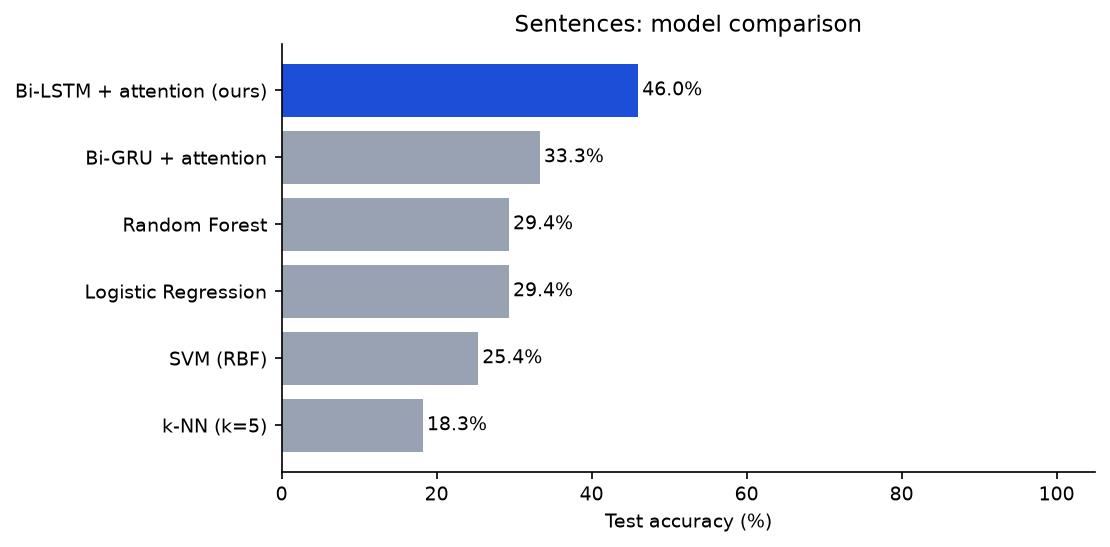 Sentences: model comparison
Bi-LSTM + attention (ours) 46.0%
Bi-GRU + attention 33.3%
Random Forest 29.4%
Logistic Regression 29.4%
SVM (RBF) 25.4%
k-NN (k=5) 18.3%
0 20 40 60 80 100
Test accuracy (%)